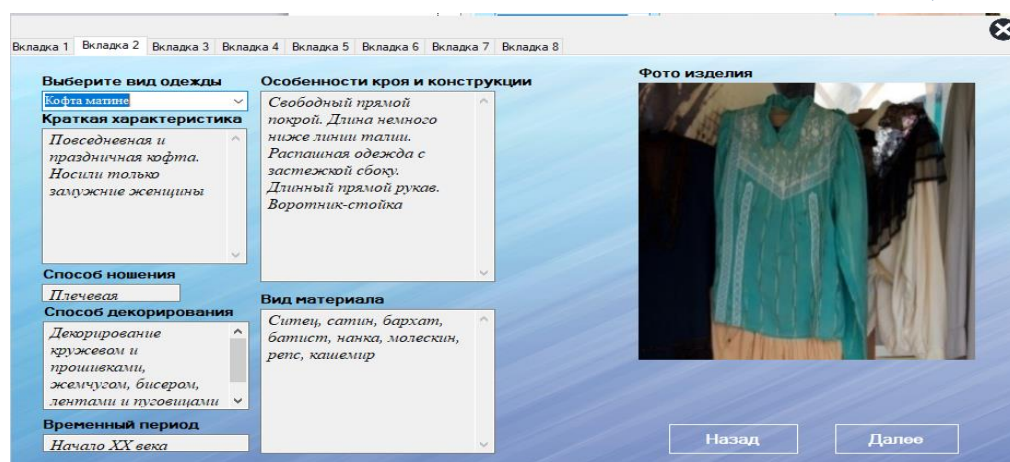 Вкладка 1 Вкладка 2 Вкладка 3 Вкладка 4 Вкладка 5 Вкладка 6 Вкладка 7 Вкладка 8
Выберите вид одежды
Кофта матине
Краткая характеристика
Повседневная и
праздничная кофта.
Носили только
замужние женщины
Способ ношения
Плечевая
Способ декорирования
Декорирование
кружевом и
прошивками,
жемчугом, бисером,
лентами и пуговицами
Временный период
Начало XX века
Особенности кроя и конструкции
Свободный прямой
покрой. Длина немного
ниже линии талии.
Распашная одежда с
застежкой сбоку.
Длинный прямой рукав.
Воротник-стойка
Вид материала
Ситец, сатин, бархат,
батист, нанка, молескин,
репс, кашемир
Фото изделия
Назад
Далее